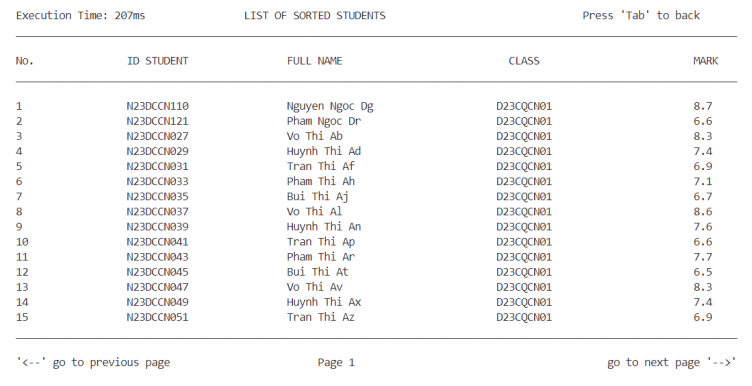 Execution Time: 207ms LIST OF SORTED STUDENTS Press 'Tab' to back
No. ID STUDENT FULL NAME CLASS MARK
1 N23DCCN110 Nguyen Ngoc Dg D23CQCN01 8.7
2 N23DCCN121 Pham Ngoc Dr D23CQCN01 6.6
3 N23DCCN027 Vo Thi Ab D23CQCN01 8.3
4 N23DCCN029 Huynh Thi Ad D23CQCN01 7.4
5 N23DCCN031 Tran Thi Af D23CQCN01 6.9
6 N23DCCN033 Pham Thi Ah D23CQCN01 7.1
7 N23DCCN035 Bui Thi Aj D23CQCN01 6.7
8 N23DCCN037 Vo Thi Al D23CQCN01 8.6
9 N23DCCN039 Huynh Thi An D23CQCN01 7.6
10 N23DCCN041 Tran Thi Ap D23CQCN01 6.6
11 N23DCCN043 Pham Thi Ar D23CQCN01 7.7
12 N23DCCN045 Bui Thi At D23CQCN01 6.5
13 N23DCCN047 Vo Thi Av D23CQCN01 8.3
14 N23DCCN049 Huynh Thi Ax D23CQCN01 7.4
15 N23DCCN051 Tran Thi Az D23CQCN01 6.9
'<--' go to previous page Page 1 go to next page '-->'